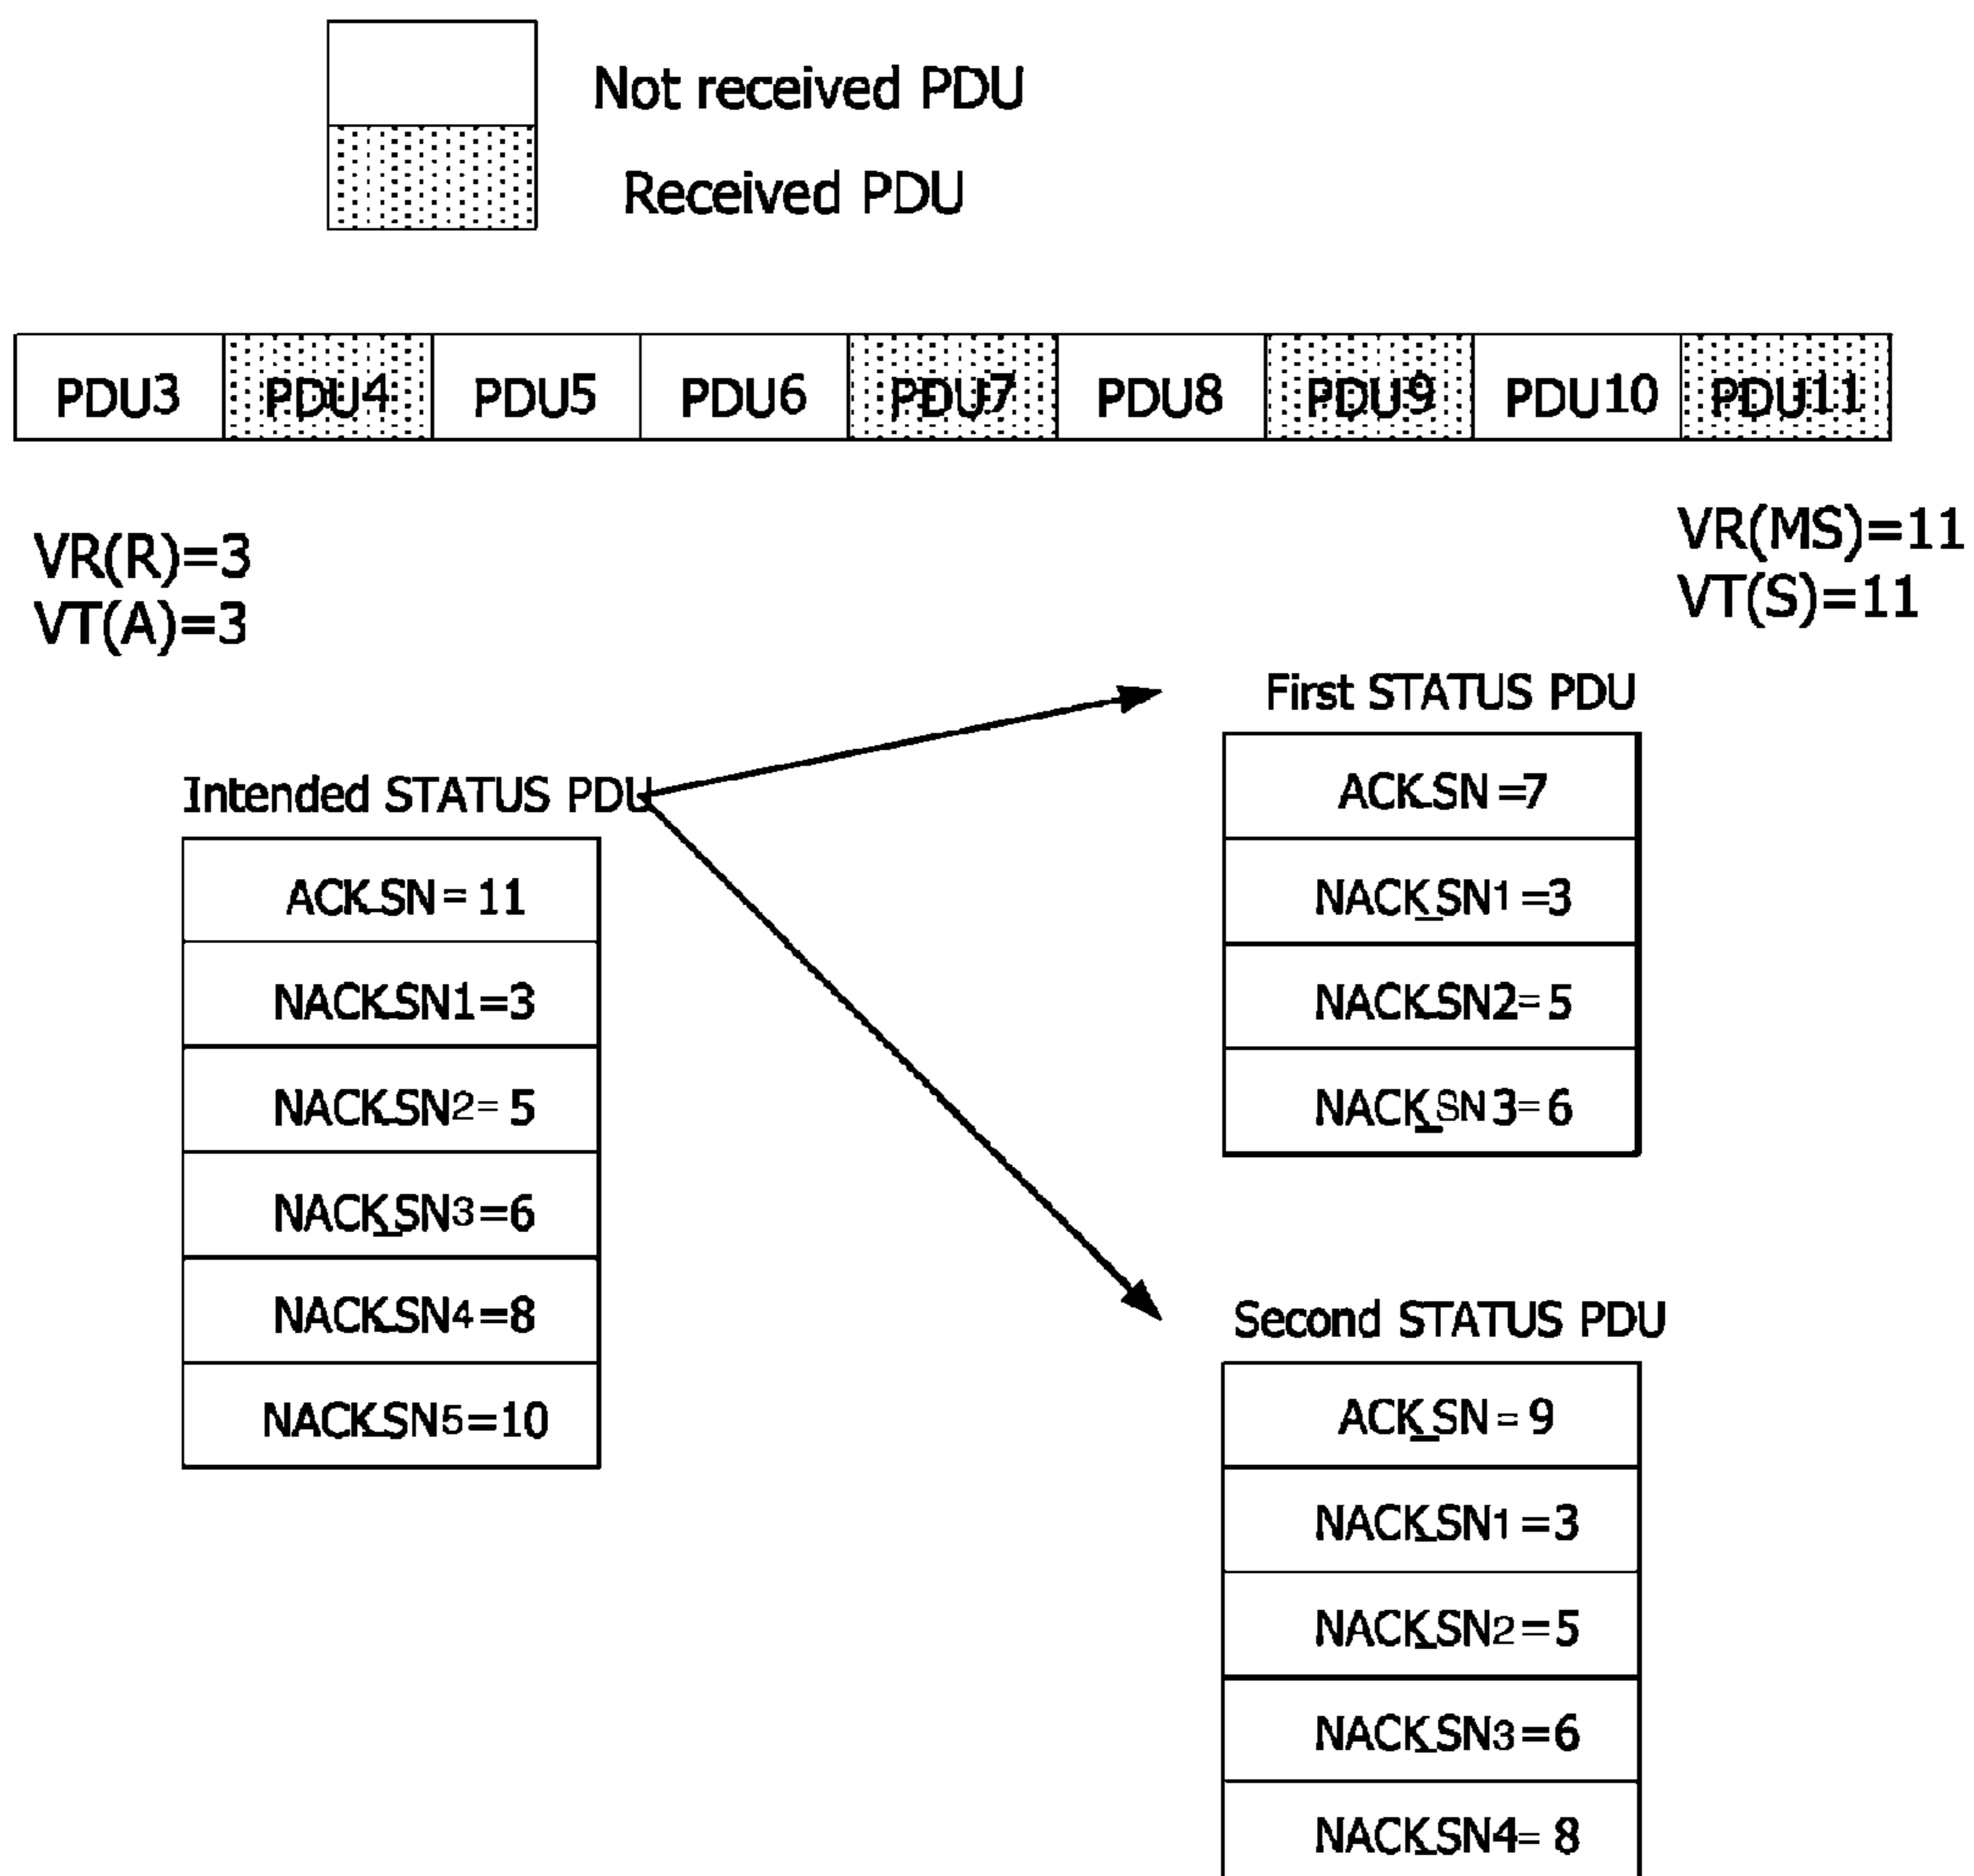 Not received PDU
Received PDU
PDU3 PDU4 PDU5 PDU6 PDU7 PDU8 PDU9 PDU10 PDU11
VR(R)=3
VT(A)=3
VR(MS)=11
VT(S)=11
Intended STATUS PDU
ACK_SN=11
NACK_SN1=3
NACK_SN2=5
NACK_SN3=6
NACK_SN4=8
NACK_SN5=10
First STATUS PDU
ACK_SN=7
NACK_SN1=3
NACK_SN2=5
NACK_SN3=6
Second STATUS PDU
ACK_SN=9
NACK_SN1=3
NACK_SN2=5
NACK_SN3=6
NACK_SN4=8